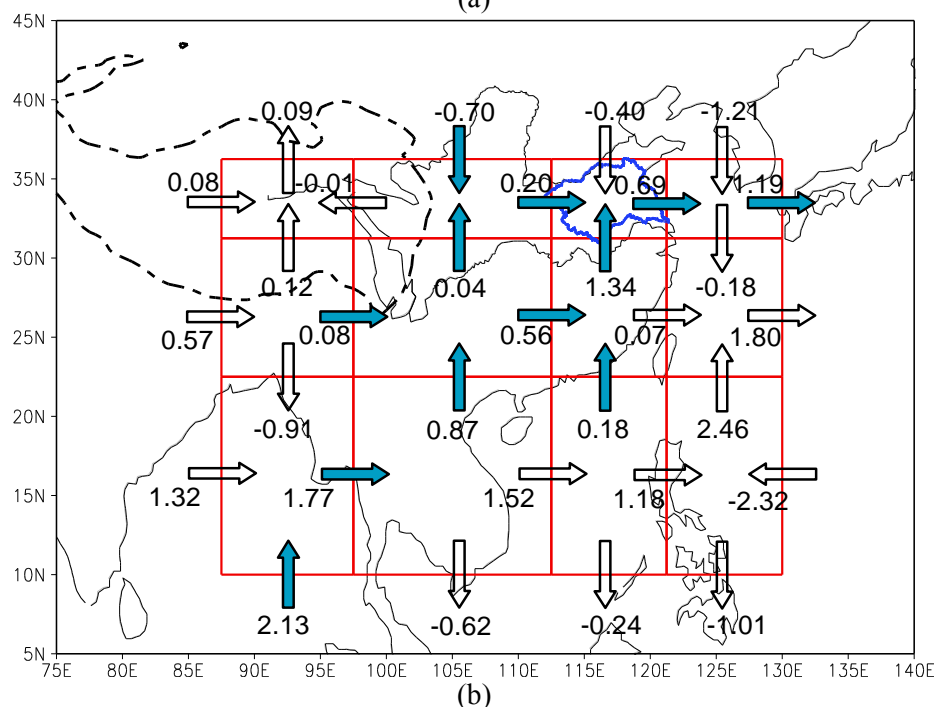 (a)
45N
40N
0.09 -0.70 -0.40 -1.21
35N
0.08 -0.01 0.20 0.69 1.19
30N
0.12 0.04 1.34 -0.18
25N
0.57 0.08 0.56 0.07 1.80
20N
-0.91 0.87 0.18 2.46
15N
1.32 1.77 1.52 1.18 -2.32
10N
2.13 -0.62 -0.24 -1.01
5N
75E 80E 85E 90E 95E 100E 105E 110E 115E 120E 125E 130E 135E 140E
(b)